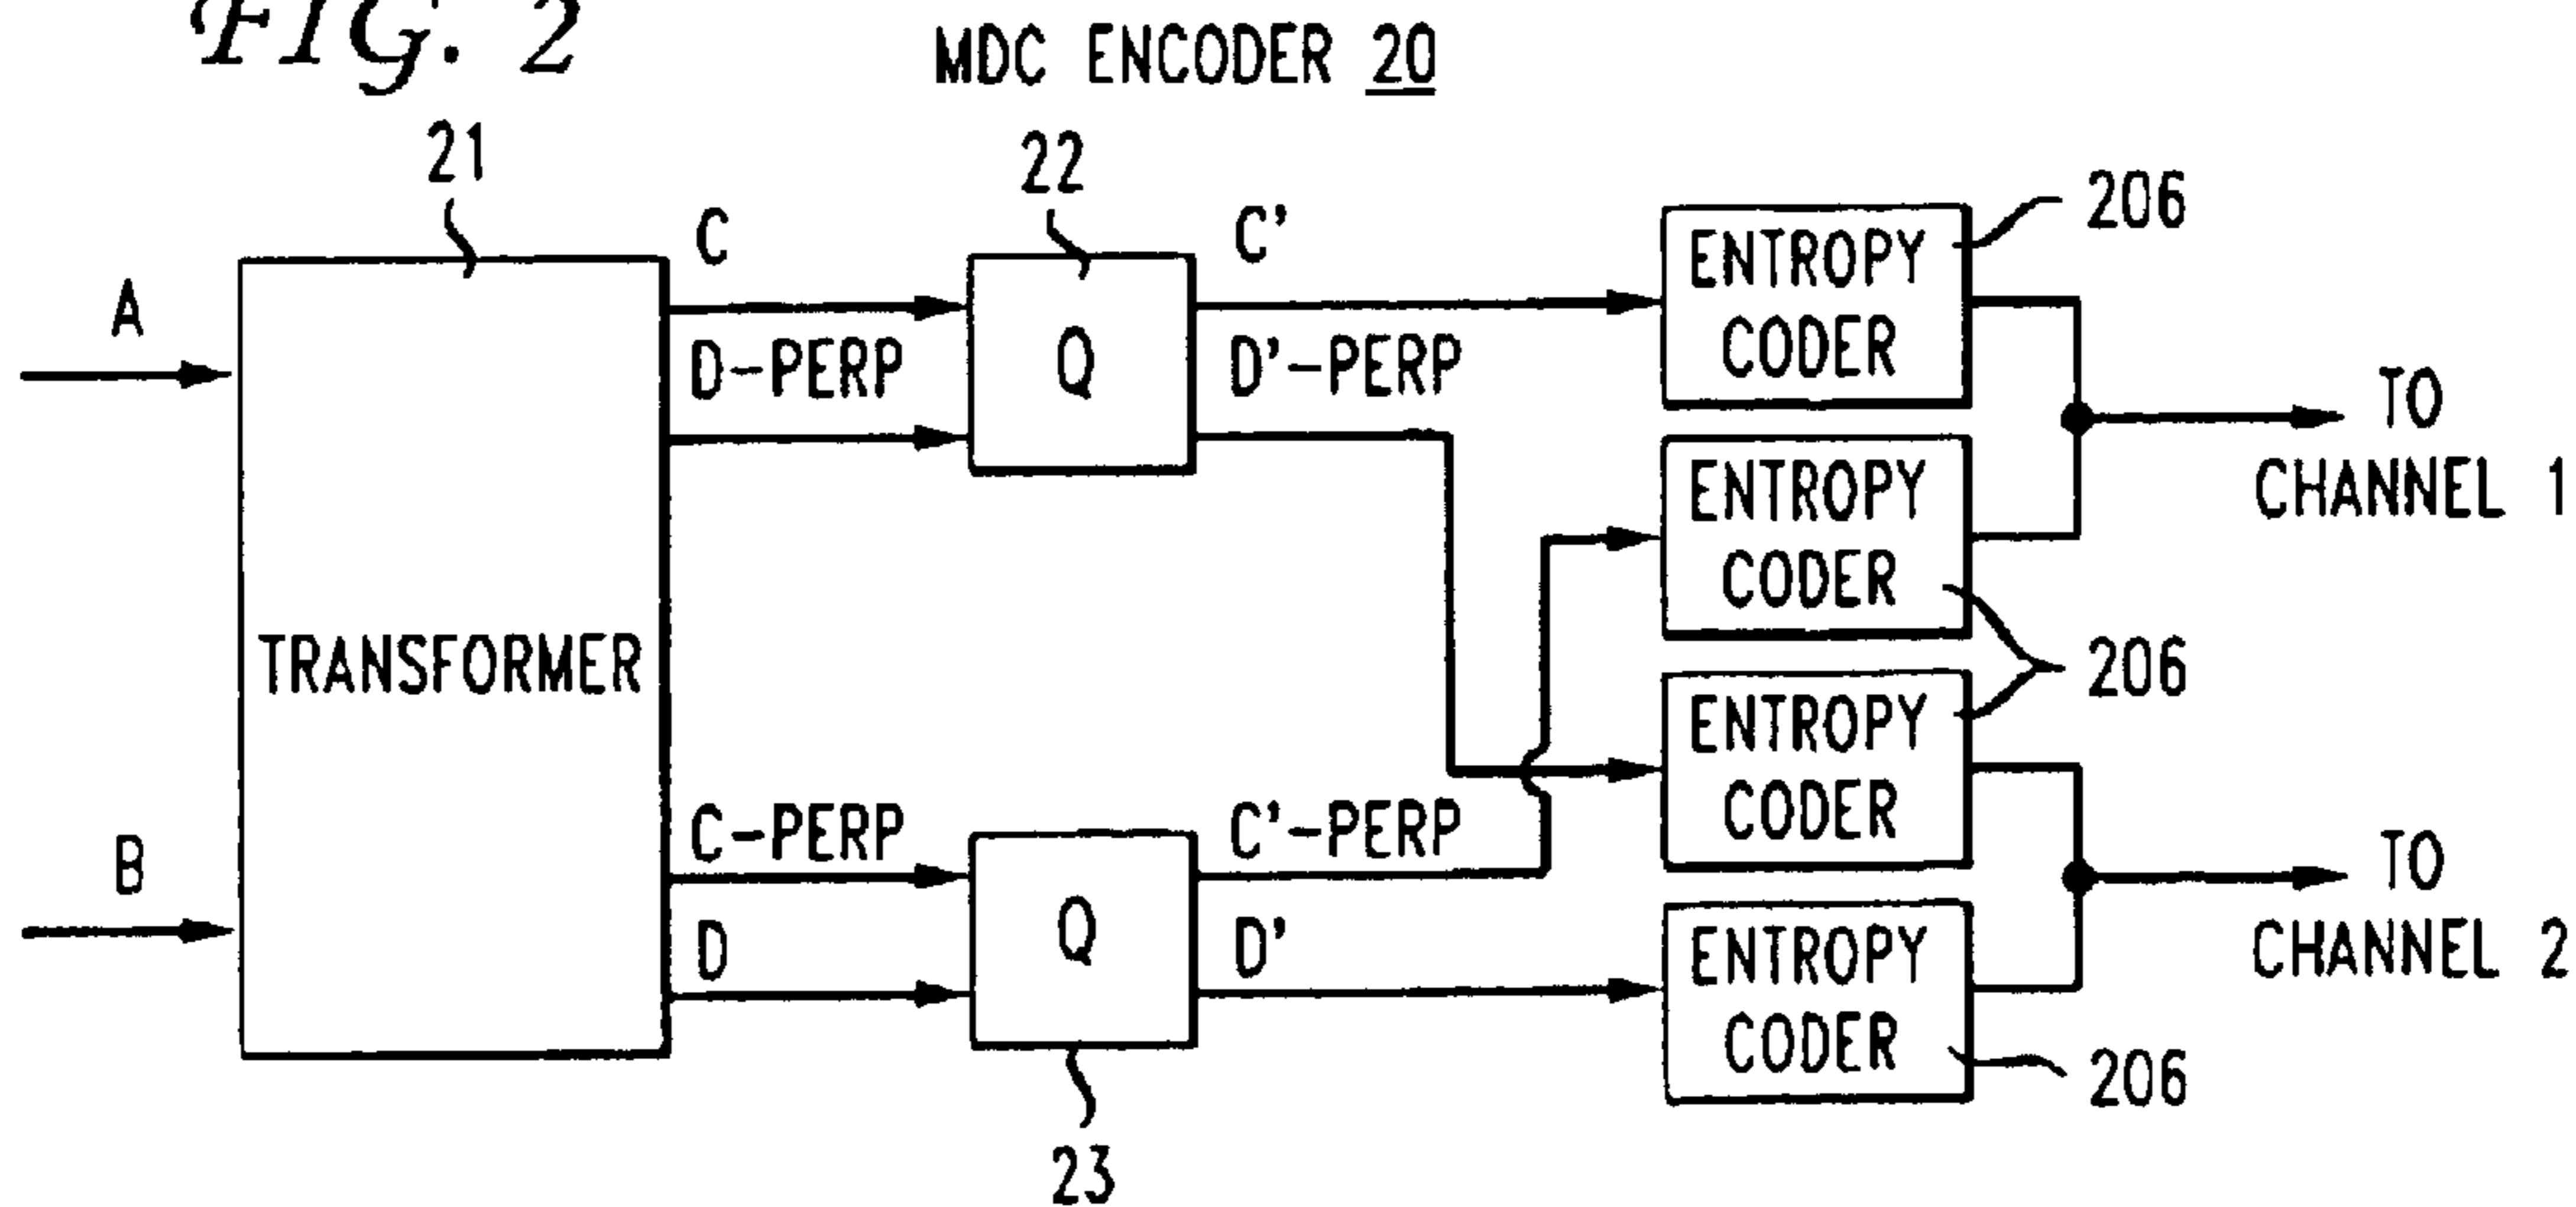 FIG. 2
MDC ENCODER 20
21
22
206
A
C
C'
ENTROPY
CODER
D-PERP
Q
D'-PERP
TO
CHANNEL 1
ENTROPY
CODER
TRANSFORMER
206
ENTROPY
CODER
B
C-PERP
C'-PERP
TO
CHANNEL 2
D
Q
D'
ENTROPY
CODER
206
23